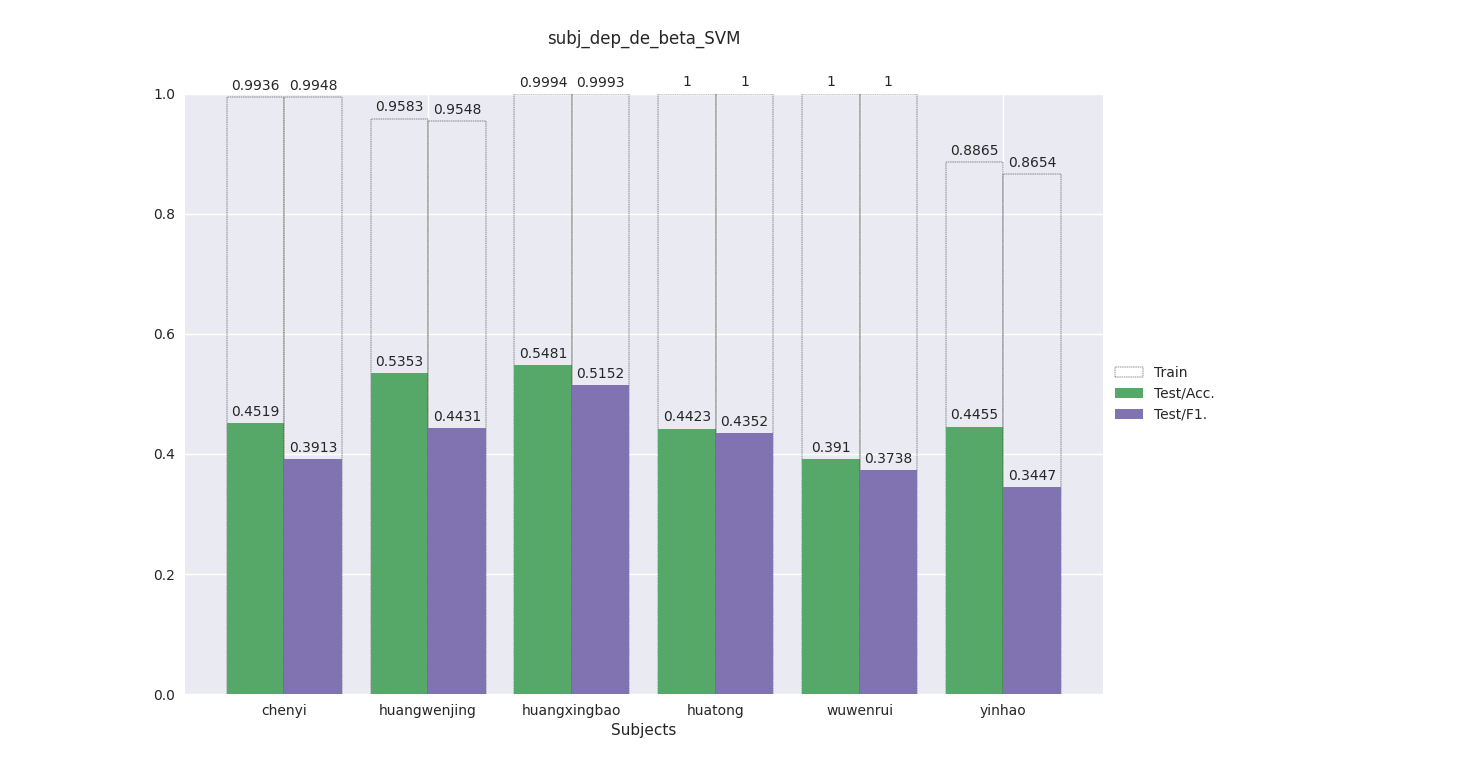 subj_dep_de_beta_SVM
0.9936 0.9948 0.9583 0.9548 0.9994 0.9993 1 1 1 1 0.8865 0.8654
1.0
0.8
0.6
0.4
0.2
0.0
0.4519 0.3913 0.5353 0.4431 0.5481 0.5152 0.4423 0.4352 0.391 0.3738 0.4455 0.3447
chenyi huangwenjing huangxingbao huatong wuwenrui yinhao
Subjects
Train
Test/Acc.
Test/F1.